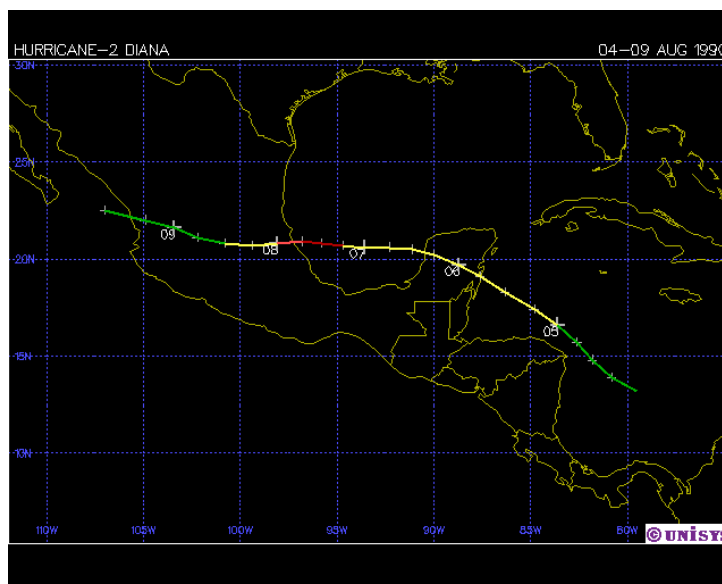 HURRICANE-2 DIANA 04-09 AUG 1990
30N
25N
20N
15N
10N
09
08
07
06
05
110W 105W 100W 95W 90W 85W 80W
©UNISYS